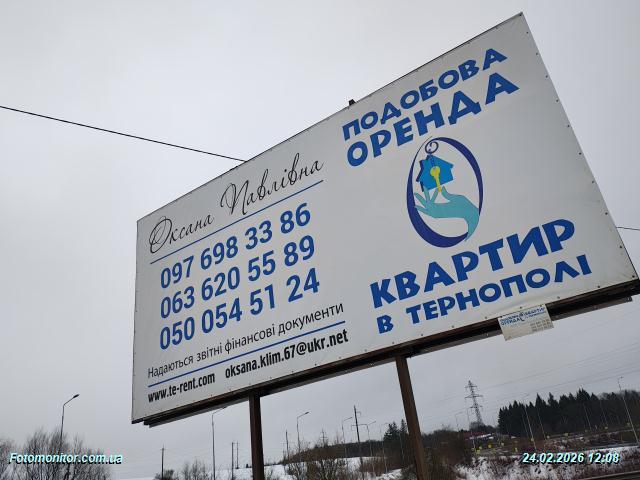 Оксана Павлівна
097 698 33 86
063 620 55 89
050 054 51 24
Надаються звітні фінансові документи
www.te-rent.com oksana.klim.67@ukr.net
ПОДОБОВА
ОРЕНДА
КВАРТИР
В ТЕРНОПОЛІ
Fotomonitor.com.ua
24.02.2026 12:08